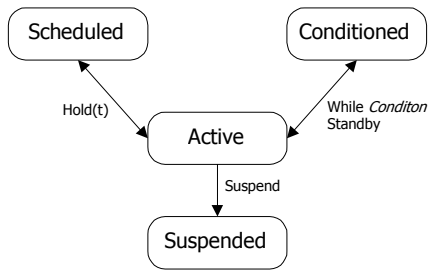 Scheduled
Conditioned
Hold(t)
While Conditon
Standby
Active
Suspend
Suspended